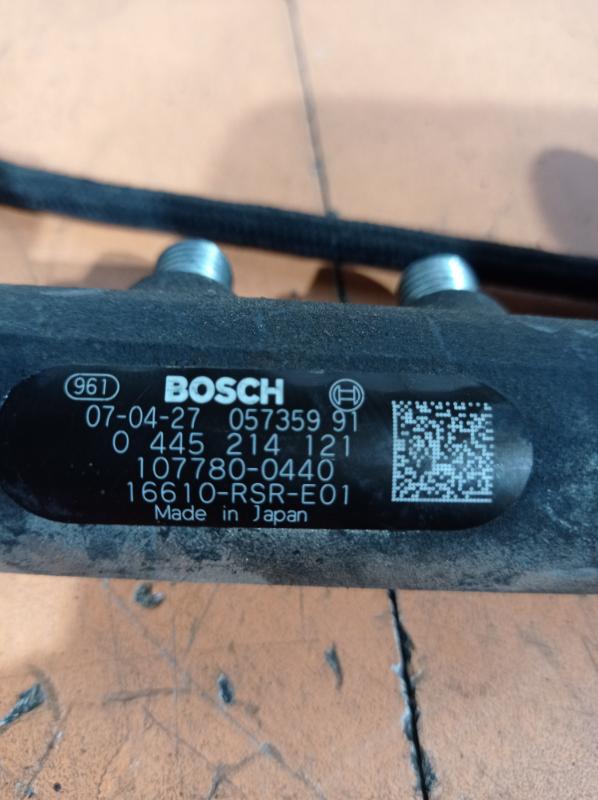 961 BOSCH
07-04-27 057359 91
0 445 214 121
107780-0440
16610-RSR-E01
Made in Japan